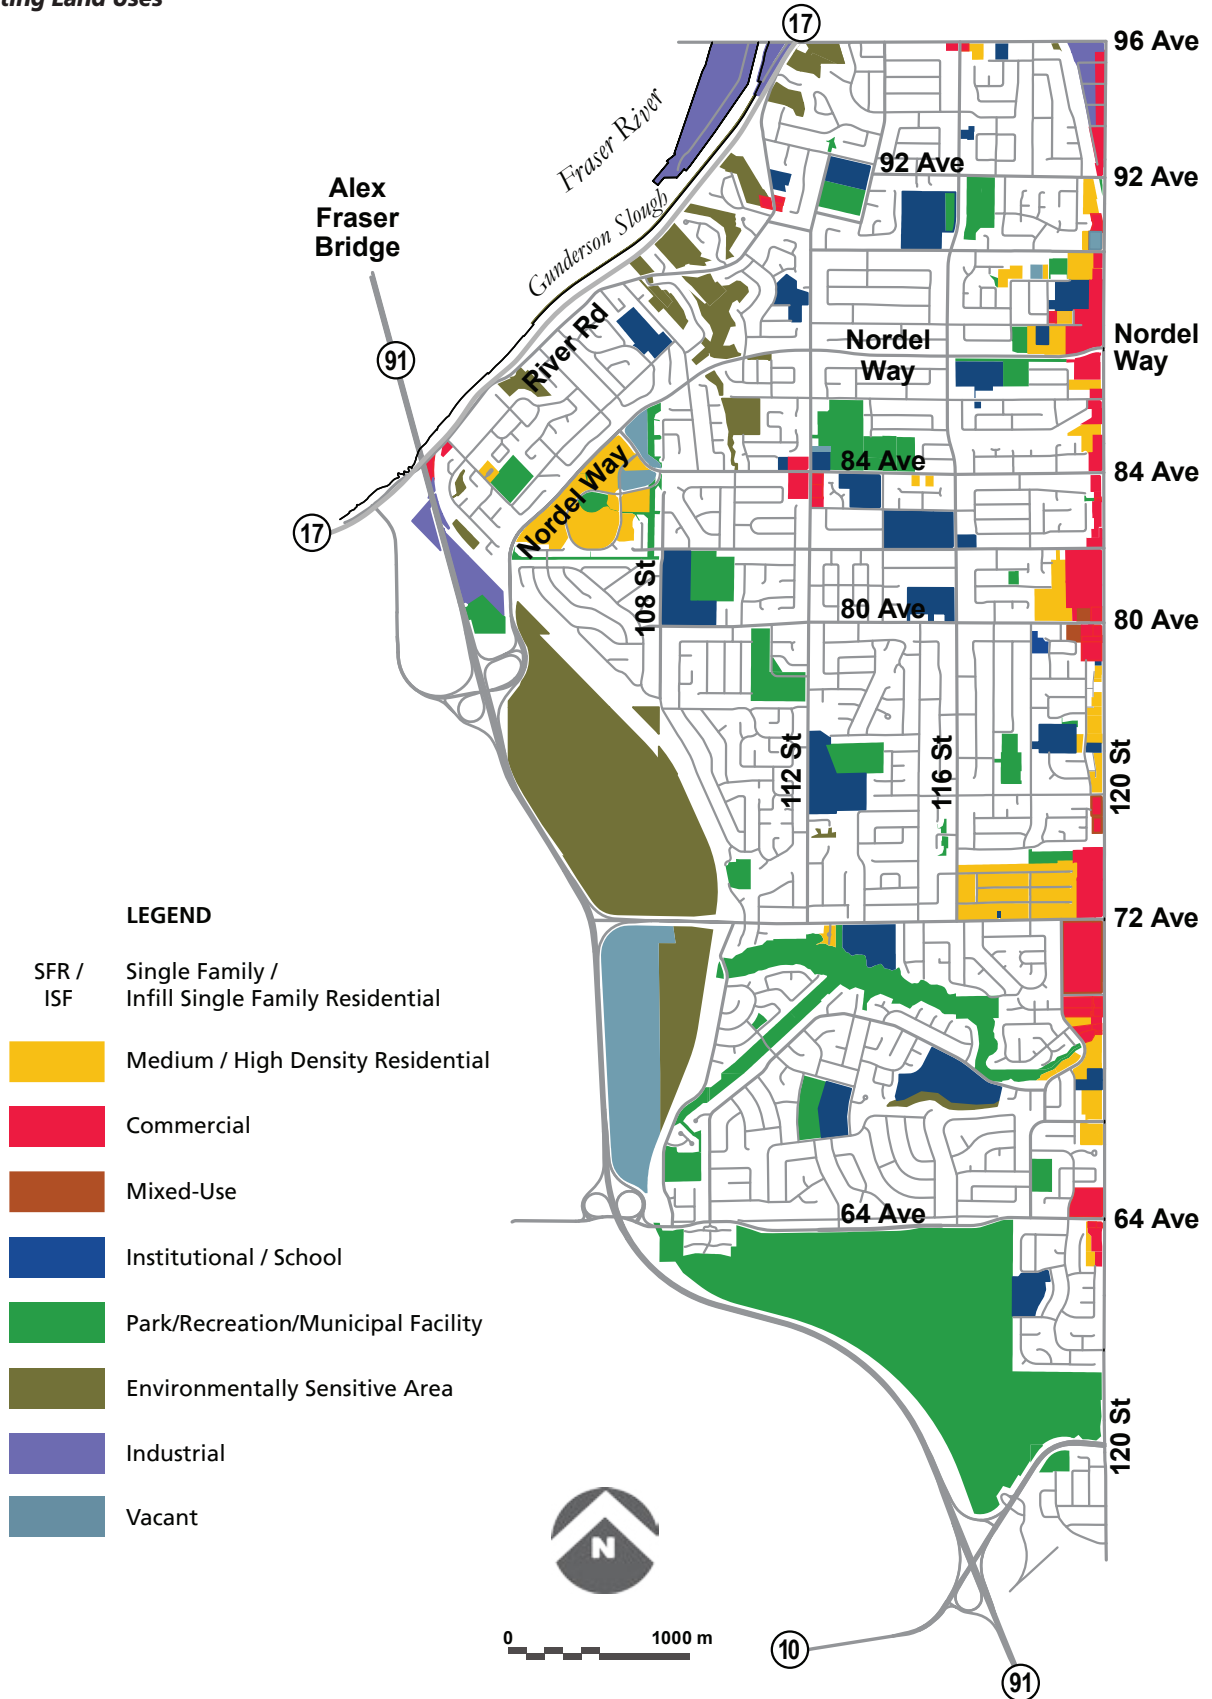 ting Land Uses
17
96 Ave
Fraser River
92 Ave
92 Ave
Alex
Fraser
Bridge
Gunderson Slough
River Rd
Nordel
Way
Nordel
Way
91
84 Ave
84 Ave
Nordel Way
17
108 St
80 Ave
80 Ave
112 St
116 St
120 St
72 Ave
LEGEND
SFR /
ISF
Single Family /
Infill Single Family Residential
Medium / High Density Residential
Commercial
Mixed-Use
Institutional / School
64 Ave
64 Ave
Park/Recreation/Municipal Facility
Environmentally Sensitive Area
Industrial
120 St
Vacant
N
0
1000 m
10
91